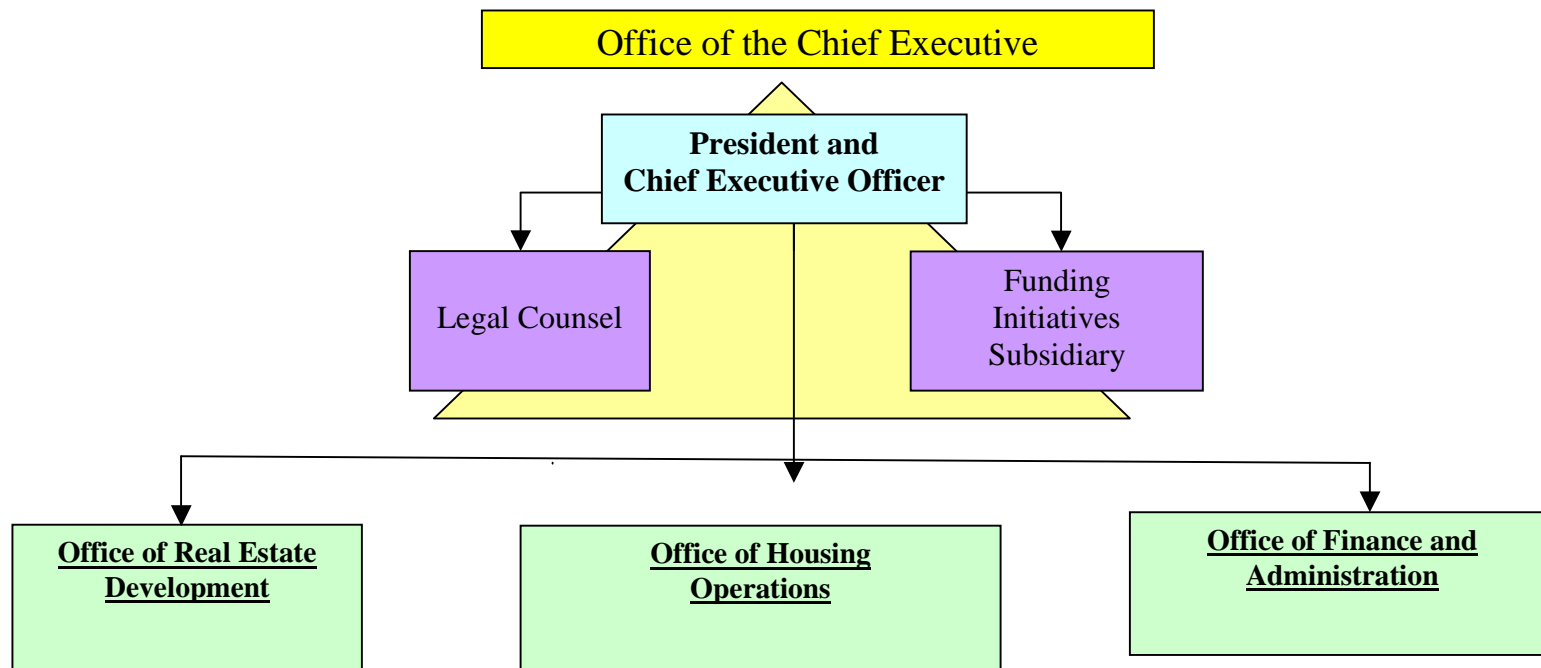 Office of the Chief Executive
President and
Chief Executive Officer
Legal Counsel
Funding
Initiatives
Subsidiary
Office of Real Estate
Development
Office of Housing
Operations
Office of Finance and
Administration